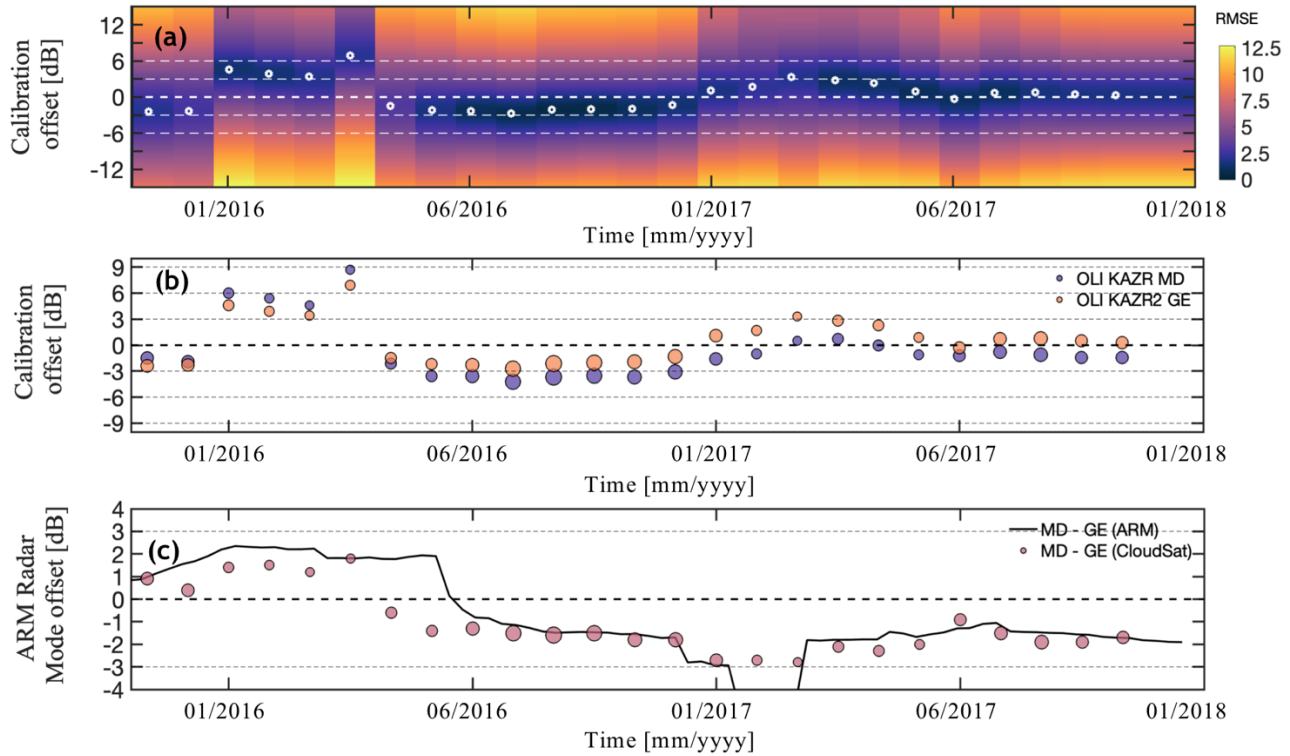 (a)
Calibration
offset [dB]
12
6
0
-6
-12
RMSE
12.5
10
7.5
5
2.5
0
01/2016
06/2016
01/2017
06/2017
01/2018
Time [mm/yyyy]
(b)
Calibration
offset [dB]
9
6
3
0
-3
-6
-9
OLI KAZR MD
OLI KAZR2 GE
01/2016
06/2016
01/2017
06/2017
01/2018
Time [mm/yyyy]
(c)
ARM Radar
Mode offset [dB]
4
3
2
1
0
-1
-2
-3
-4
MD - GE (ARM)
MD - GE (CloudSat)
01/2016
06/2016
01/2017
06/2017
01/2018
Time [mm/yyyy]